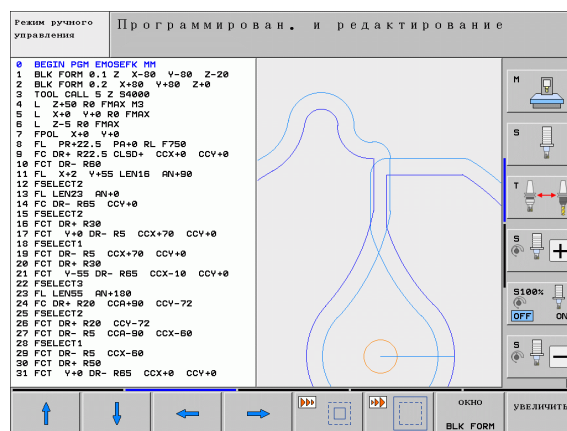 Режим ручного
управления
Программирован. и редактирование
0 BEGIN PGM EMOSEFK MM
1 BLK FORM 0.1 Z X-80 Y-80 Z-20
2 BLK FORM 0.2 X+80 Y+80 Z+0
3 TOOL CALL 5 Z S4000
4 L Z+50 R0 FMAX M3
5 L X+0 Y+0 R0 FMAX
6 L Z-5 R0 FMAX
7 FPOL X+0 Y+0
8 FL PR+22.5 PA+0 RL F750
9 FC DR+ R22.5 CLSD+ CCX+0 CCY+0
10 FCT DR- R60
11 FL X+2 Y+55 LEN16 AN+90
12 FSELECT2
13 FL LEN23 AN+0
14 FC DR- R65 CCY+0
15 FSELECT2
16 FCT DR+ R30
17 FCT Y+0 DR- R5 CCX+70 CCY+0
18 FSELECT1
19 FCT DR- R5 CCX+70 CCY+0
20 FCT DR+ R30
21 FCT Y-55 DR- R65 CCX-10 CCY+0
22 FSELECT3
23 FL LEN55 AN+180
24 FC DR+ R20 CCA+90 CCY-72
25 FSELECT2
26 FCT DR+ R20 CCY-72
27 FCT DR- R5 CCA-90 CCX-60
28 FSELECT1
29 FCT DR- R5 CCX-60
30 FCT DR+ R50
31 FCT Y+0 DR- R65 CCX+0 CCY+0
M
S
T
S
+
S100%
OFF ON
S
–
ОКНО
BLK FORM
УВЕЛИЧИТЬ